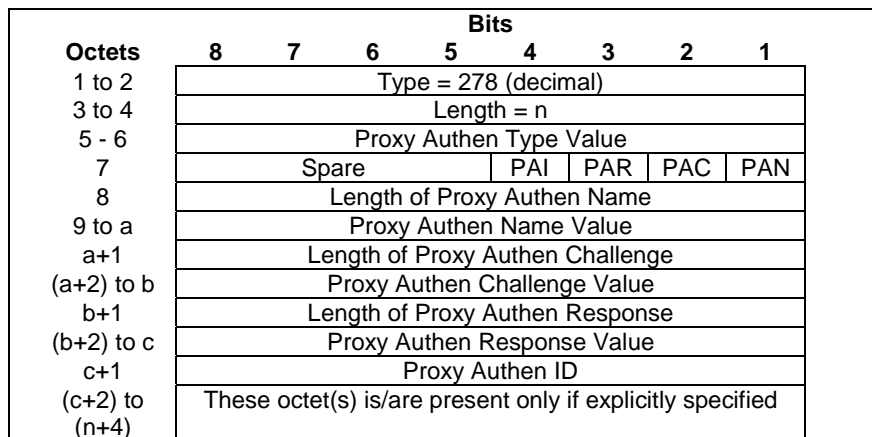 Bits
Octets 8 7 6 5 4 3 2 1
1 to 2 Type = 278 (decimal)
3 to 4 Length = n
5 - 6 Proxy Authen Type Value
7 Spare PAI PAR PAC PAN
8 Length of Proxy Authen Name
9 to a Proxy Authen Name Value
a+1 Length of Proxy Authen Challenge
(a+2) to b Proxy Authen Challenge Value
b+1 Length of Proxy Authen Response
(b+2) to c Proxy Authen Response Value
c+1 Proxy Authen ID
(c+2) to These octet(s) is/are present only if explicitly specified
(n+4)